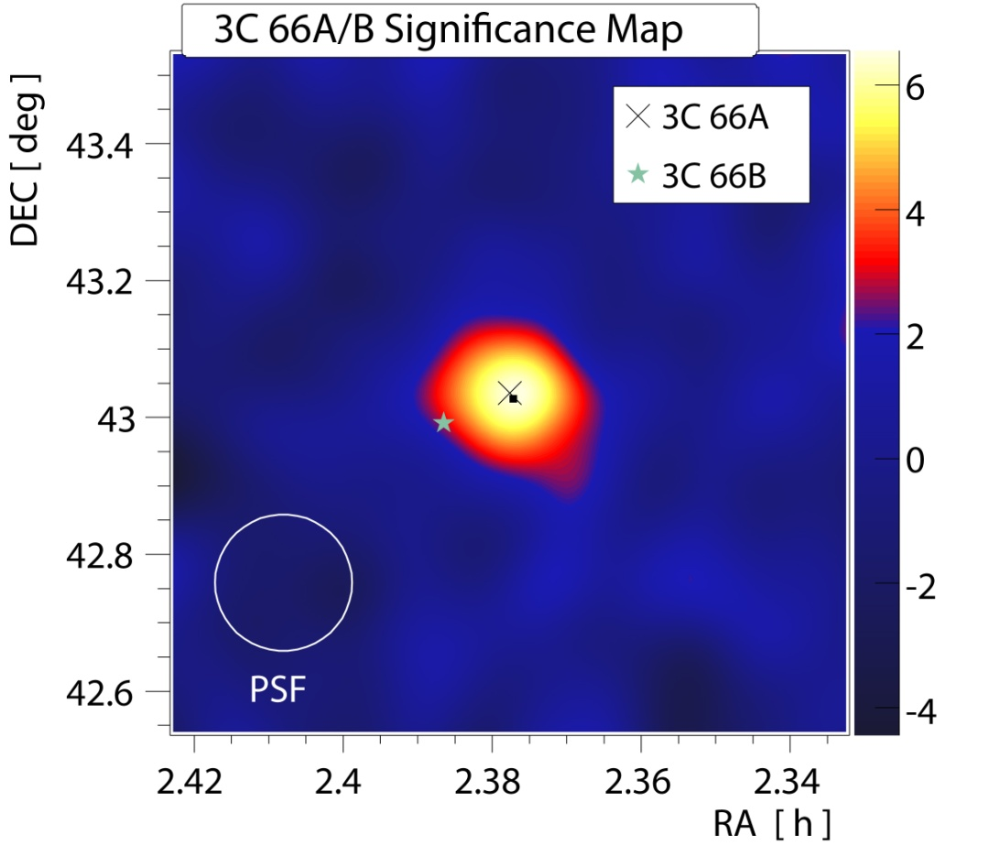 3C 66A/B Significance Map
DEC [ deg ]
3C 66A
3C 66B
43.4
43.2
43
42.8
42.6
PSF
2.42 2.4 2.38 2.36 2.34
RA [ h ]
6
4
2
0
-2
-4